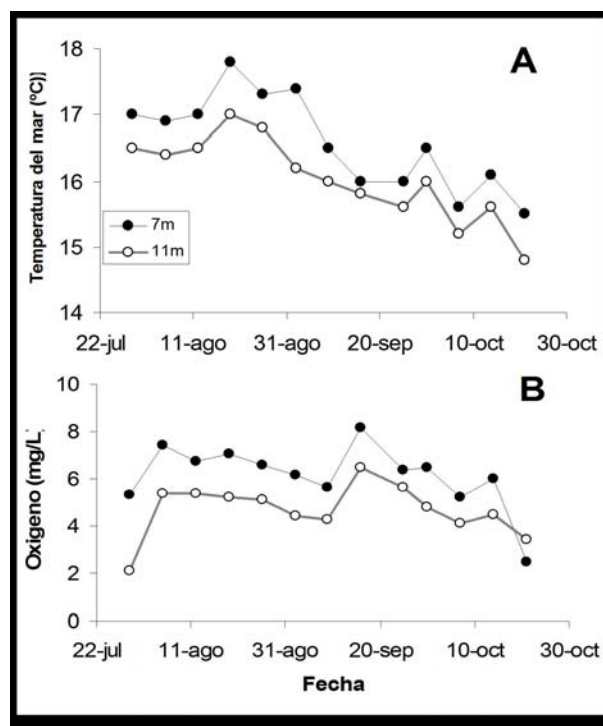 A
Temperatura del mar (ºC)
18
17
16
15
14
7m
11m
22-jul
11-ago
31-ago
20-sep
10-oct
30-oct
B
Oxigeno (mg/L)
10
8
6
4
2
0
22-jul
11-ago
31-ago
20-sep
10-oct
30-oct
Fecha